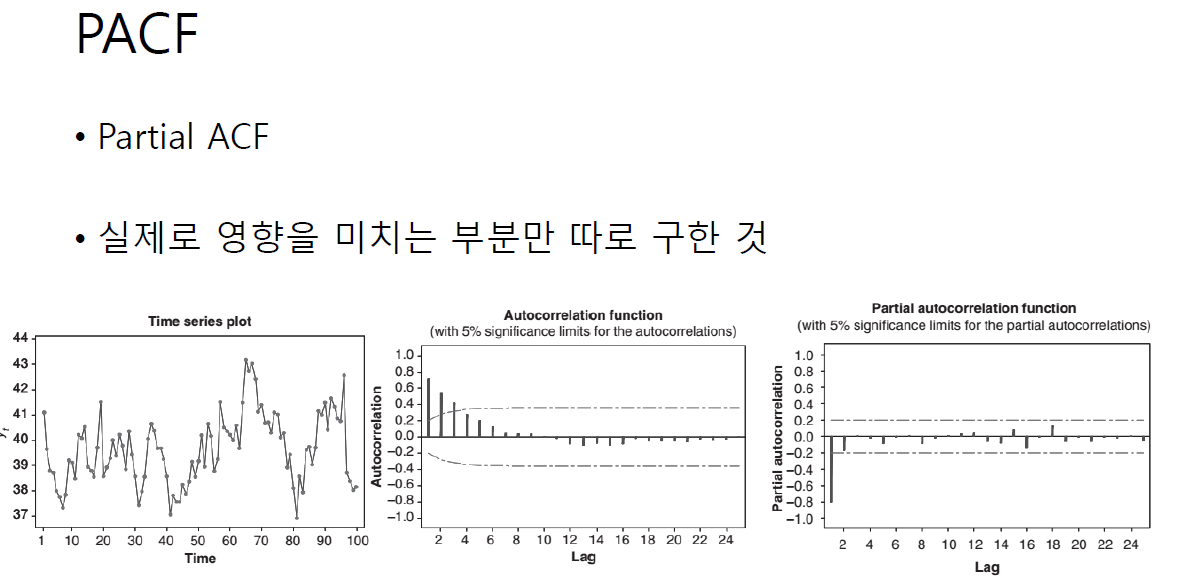 PACF
• Partial ACF
• 실제로 영향을 미치는 부분만 따로 구한 것
Time series plot
44
43
42
41
40
39
38
37
1 10 20 30 40 50 60 70 80 90 100
Time
Autocorrelation function
(with 5% significance limits for the autocorrelations)
Autocorrelation
1.0
0.8
0.6
0.4
0.2
0.0
−0.2
−0.4
−0.6
−0.8
−1.0
2 4 6 8 10 12 14 16 18 20 22 24
Lag
Partial autocorrelation function
(with 5% significance limits for the partial autocorrelations)
Partial autocorrelation
1.0
0.8
0.6
0.4
0.2
0.0
−0.2
−0.4
−0.6
−0.8
−1.0
2 4 6 8 10 12 14 16 18 20 22 24
Lag